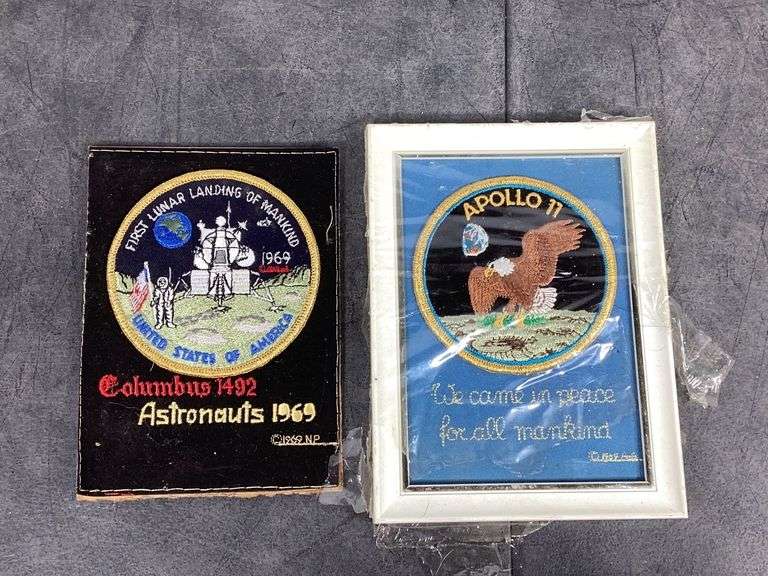 FIRST LUNAR LANDING OF MANKIND
1969
UNITED STATES OF AMERICA
Columbus 1492
Astronauts 1969
©1969 N.P.
APOLLO 11
We came in peace
for all mankind